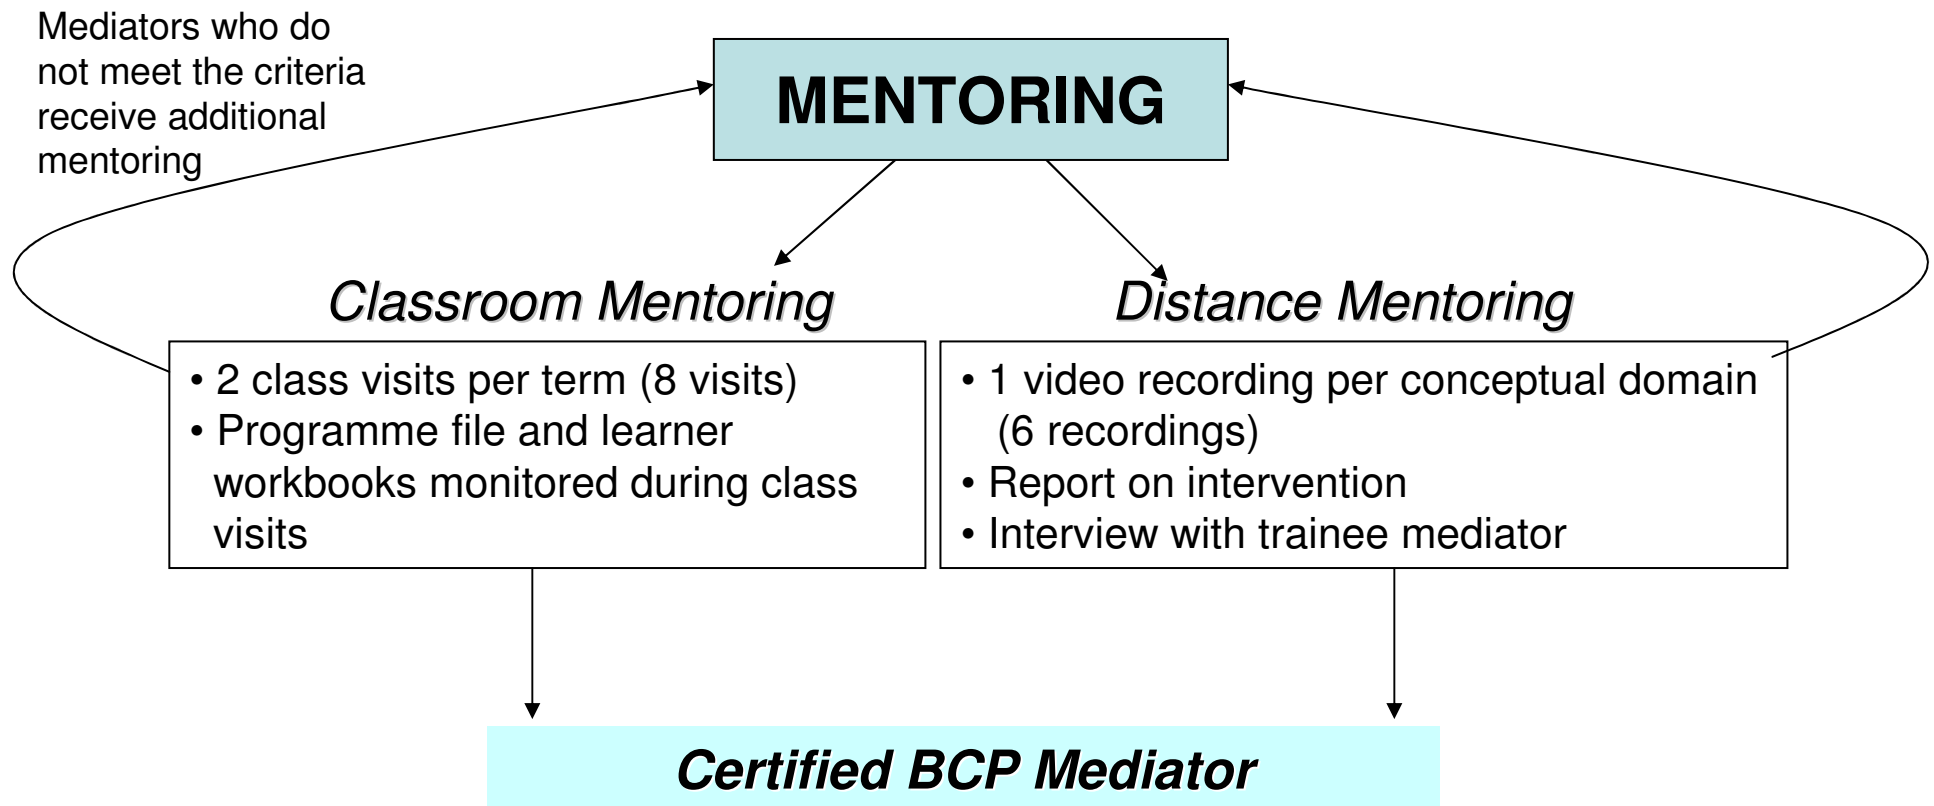 Mediators who do
not meet the criteria
receive additional
mentoring
MENTORING
Classroom Mentoring
• 2 class visits per term (8 visits)
• Programme file and learner
workbooks monitored during class
visits
Distance Mentoring
• 1 video recording per conceptual domain
(6 recordings)
• Report on intervention
• Interview with trainee mediator
Certified BCP Mediator